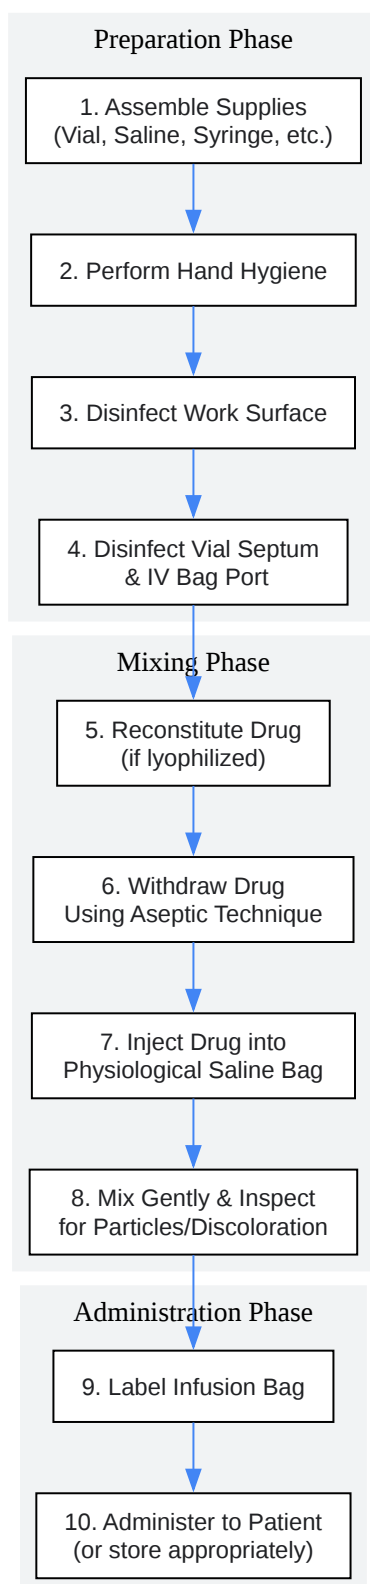 Preparation Phase
1. Assemble Supplies
(Vial, Saline, Syringe, etc.)
2. Perform Hand Hygiene
3. Disinfect Work Surface
4. Disinfect Vial Septum
& IV Bag Port
Mixing Phase
5. Reconstitute Drug
(if lyophilized)
6. Withdraw Drug
Using Aseptic Technique
7. Inject Drug into
Physiological Saline Bag
8. Mix Gently & Inspect
for Particles/Discoloration
Administration Phase
9. Label Infusion Bag
10. Administer to Patient
(or store appropriately)